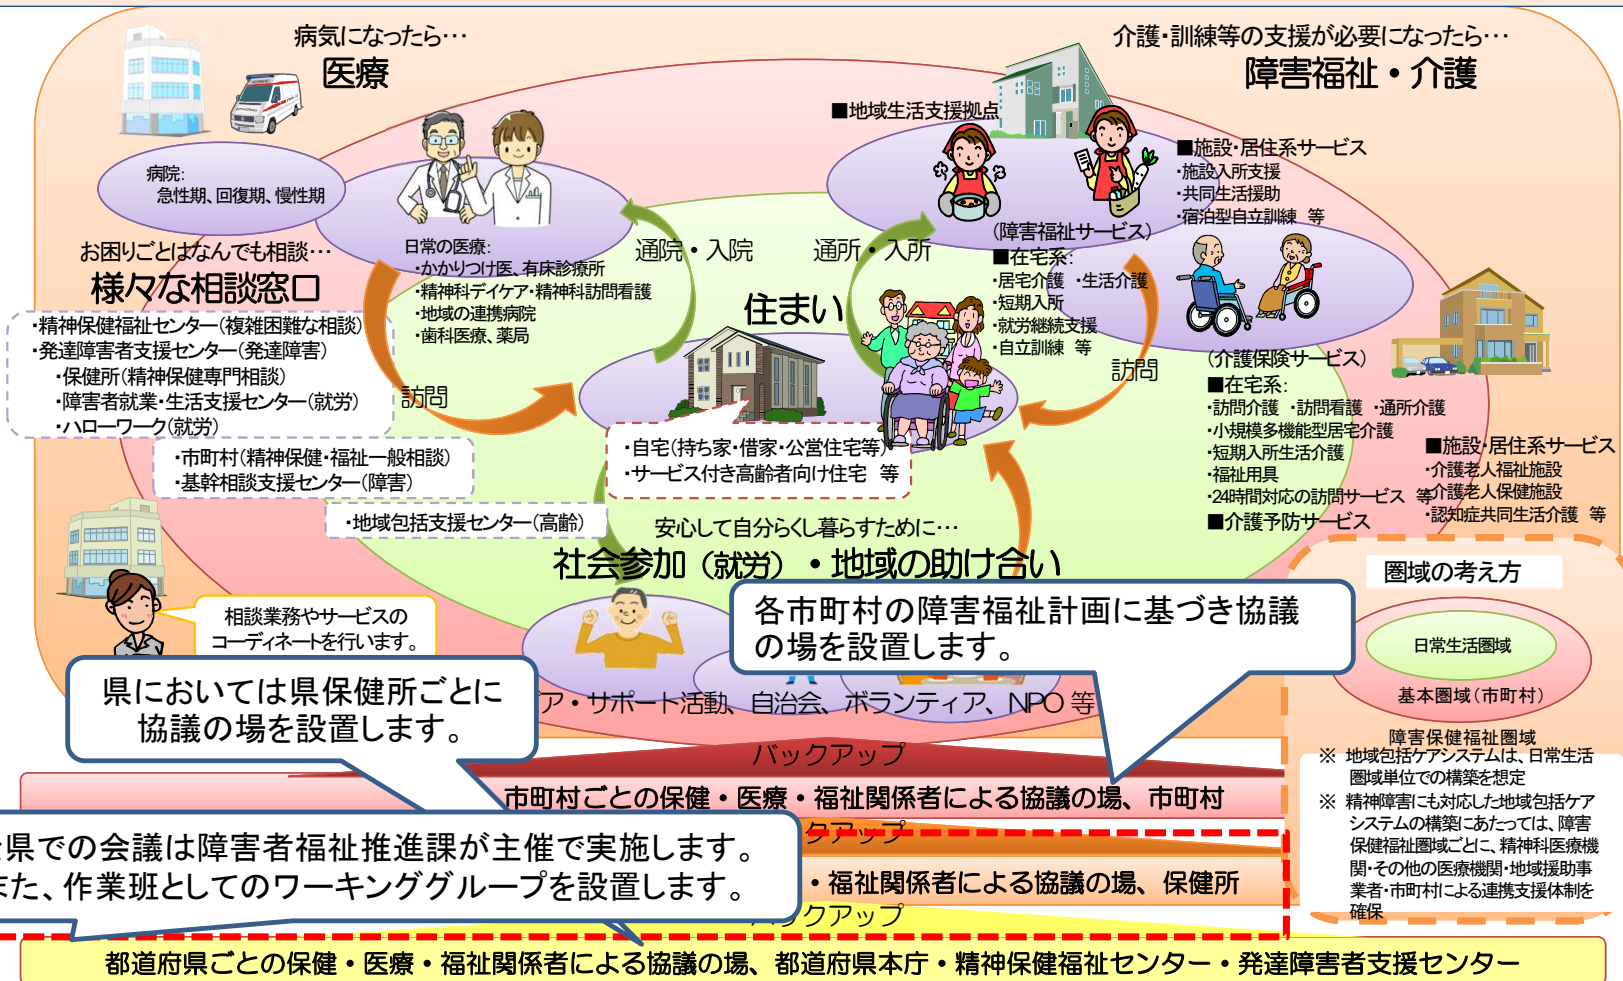 病気になったら…
医療
病院:
急性期、回復期、慢性期
日常の医療:
・かかりつけ医、有床診療所
・精神科デイケア・精神科訪問看護
・地域の連携病院
・歯科医療、薬局
お困りごとはなんでも相談…
様々な相談窓口
・精神保健福祉センター(複雑困難な相談)
・発達障害者支援センター(発達障害)
・保健所(精神保健専門相談)
・障害者就業・生活支援センター(就労)
・ハローワーク(就労)
・市町村(精神保健・福祉一般相談)
・基幹相談支援センター(障害)
・地域包括支援センター(高齢)
通院・入院
通所・入所
訪問
訪問
住まい
・自宅(持ち家・借家・公営住宅等)
・サービス付き高齢者向け住宅 等
介護・訓練等の支援が必要になったら…
障害福祉・介護
■地域生活支援拠点
■施設・居住系サービス
・施設入所支援
・共同生活援助
・宿泊型自立訓練 等
(障害福祉サービス)
■在宅系:
・居宅介護 ・生活介護
・短期入所
・就労継続支援
・自立訓練 等
(介護保険サービス)
■在宅系:
・訪問介護 ・訪問看護 ・通所介護
・小規模多機能型居宅介護
・短期入所生活介護
・福祉用具
・24時間対応の訪問サービス 等
■介護予防サービス
■施設・居住系サービス
・介護老人福祉施設
・介護老人保健施設
・認知症共同生活介護 等
安心して自分らしく暮らすために…
社会参加(就労)・地域の助け合い
相談業務やサービスの
コーディネートを行います。
各市町村の障害福祉計画に基づき協議
の場を設置します。
県においては県保健所ごとに
協議の場を設置します。
ア・サポート活動、自治会、ボランティア、NPO 等
バックアップ
市町村ごとの保健・医療・福祉関係者による協議の場、市町村
県での会議は障害者福祉推進課が主催で実施します。
また、作業班としてのワーキンググループを設置します。
クアップ
・福祉関係者による協議の場、保健所
バックアップ
都道府県ごとの保健・医療・福祉関係者による協議の場、都道府県本庁・精神保健福祉センター・発達障害者支援センター
圏域の考え方
日常生活圏域
基本圏域(市町村)
障害保健福祉圏域
※ 地域包括ケアシステムは、日常生活
圏域単位での構築を想定
※ 精神障害にも対応した地域包括ケア
システムの構築にあたっては、障害
保健福祉圏域ごとに、精神科医療機
関・その他の医療機関・地域援助事
業者・市町村による連携支援体制を
確保